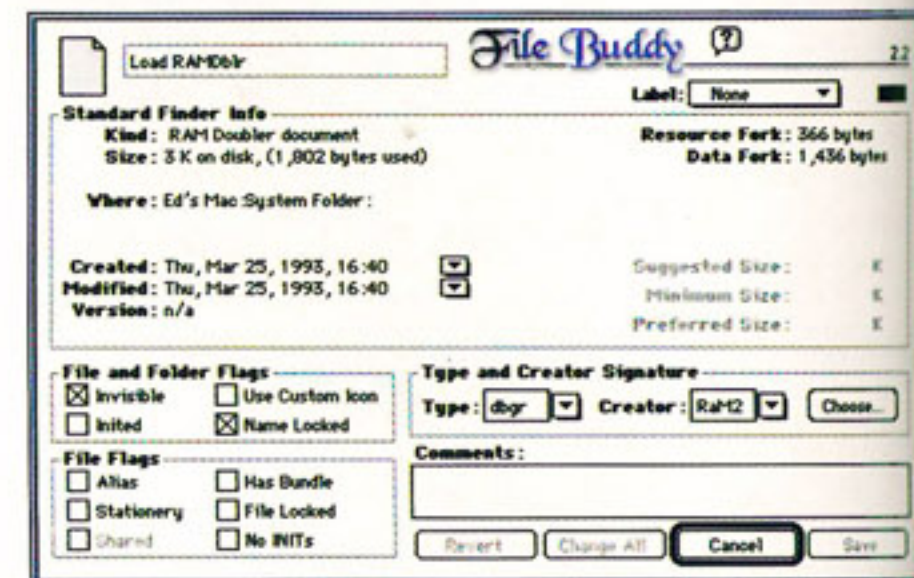 File Buddy
2.2
Load RAMDblr
Label: None
Standard Finder Info
Kind: RAM Doubler document
Size: 3 K on disk, (1,802 bytes used)
Resource Fork: 366 bytes
Data Fork: 1,436 bytes
Where: Ed's Mac:System Folder:
Created: Thu, Mar 25, 1993, 16:40
Modified: Thu, Mar 25, 1993, 16:40
Version: n/a
Suggested Size: K
Minimum Size: K
Preferred Size: K
File and Folder Flags
Invisible
Use Custom Icon
Inited
Name Locked
Type and Creator Signature
Type: dbgr
Creator: RaM2
Choose...
File Flags
Alias
Has Bundle
Stationery
File Locked
Shared
No INITs
Comments:
Revert
Change All
Cancel
Save